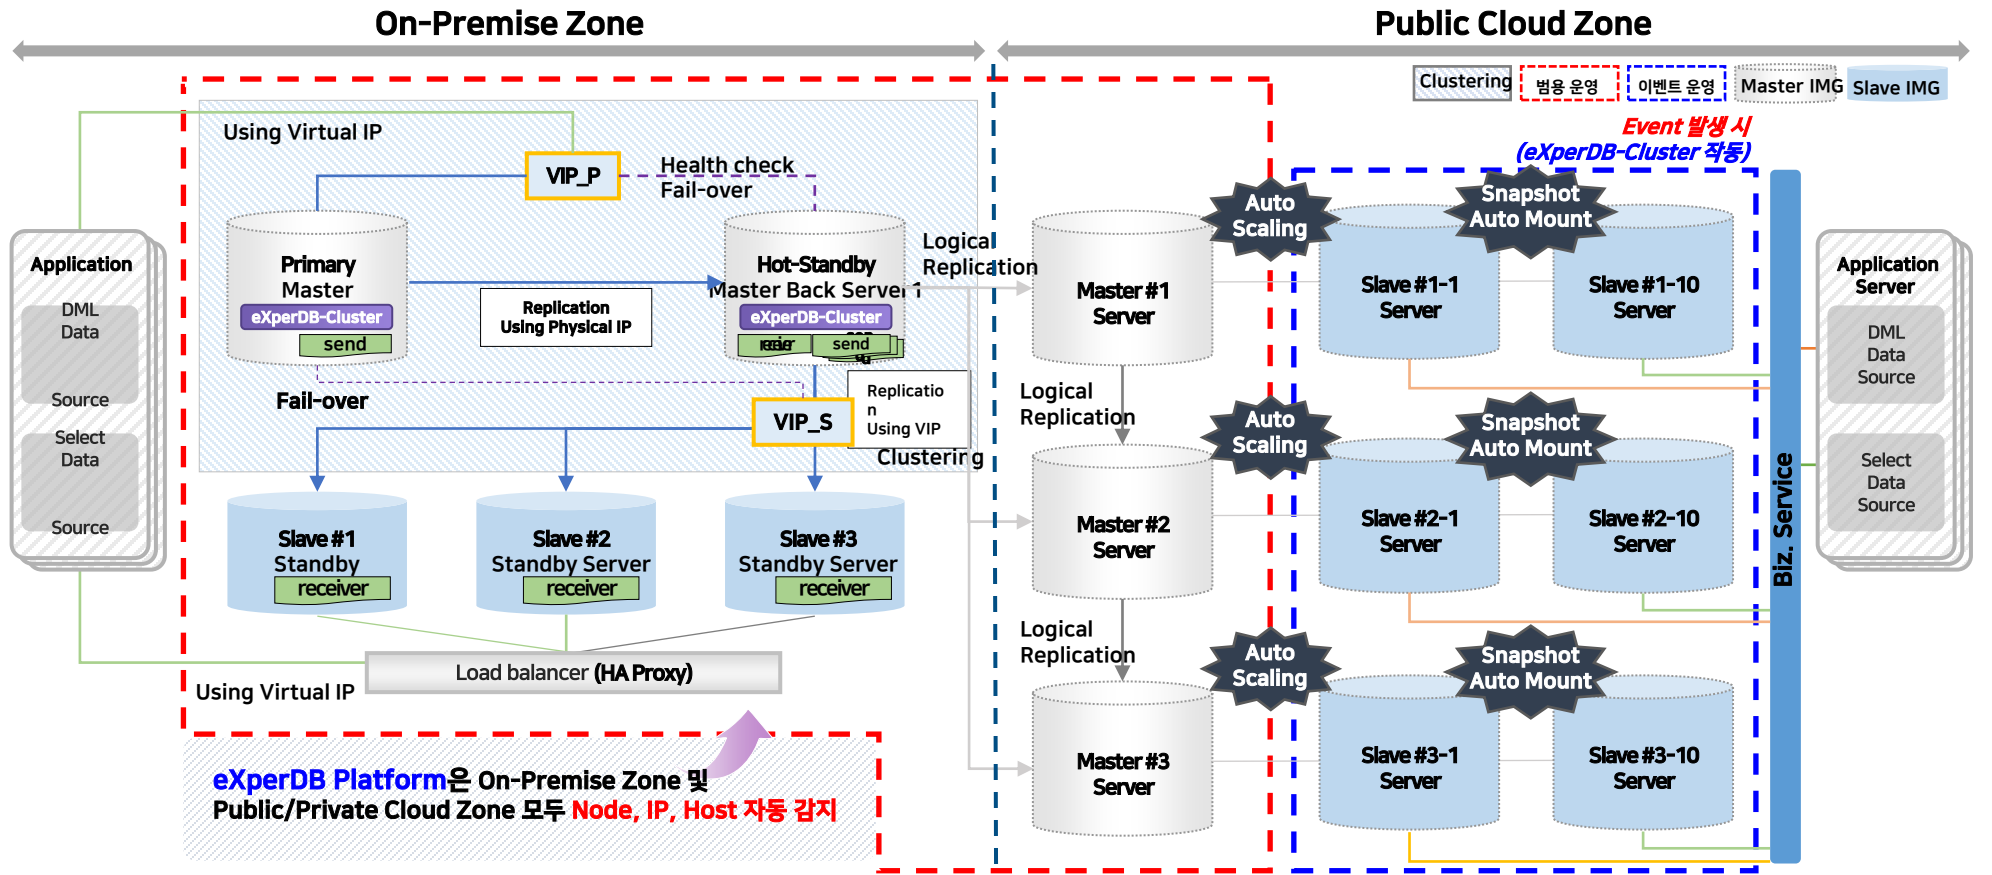 On-Premise Zone
Public Cloud Zone
Clustering
범용 운영
이벤트 운영
Master IMG
Slave IMG
Event 발생 시
(eXperDB-Cluster 작동)
Using Virtual IP
VIP_P
Health check
Fail-over
Application
DML
Data
Source
Select
Data
Source
Primary
Master
eXperDB-Cluster
send
Replication
Using Physical IP
Hot-Standby
Master Back Server 1
eXperDB-Cluster
send
Logical
Replication
Fail-over
VIP_S
Replicatio
n
Using VIP
Clustering
Slave #1
Standby
receiver
Slave #2
Standby Server
receiver
Slave #3
Standby Server
receiver
Load balancer (HA Proxy)
Using Virtual IP
eXperDB Platform은 On-Premise Zone 및
Public/Private Cloud Zone 모두 Node, IP, Host 자동 감지
Master #1
Server
Auto
Scaling
Slave #1-1
Server
Snapshot
Auto Mount
Slave #1-10
Server
Logical
Replication
Master #2
Server
Auto
Scaling
Slave #2-1
Server
Snapshot
Auto Mount
Slave #2-10
Server
Logical
Replication
Master #3
Server
Auto
Scaling
Slave #3-1
Server
Snapshot
Auto Mount
Slave #3-10
Server
Biz. Service
Application
Server
DML
Data
Source
Select
Data
Source